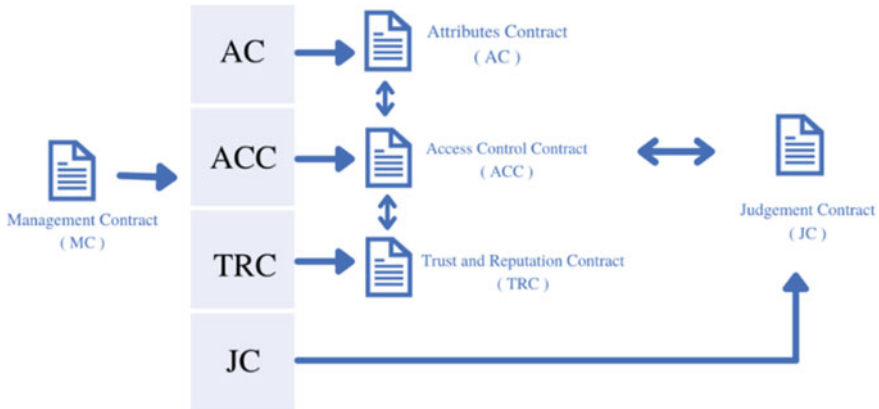 AC
Attributes Contract
( AC )
ACC
Access Control Contract
( ACC )
Management Contract
( MC )
Judgement Contract
( JC )
TRC
Trust and Reputation Contract
( TRC )
JC